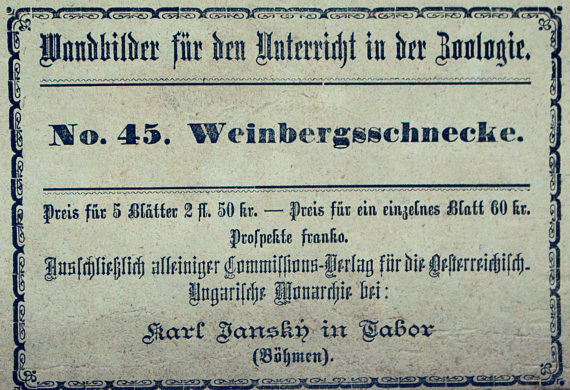 Wandbilder für den Unterricht in der Zoologie.
No. 45. Weinbergsschnecke.
Preis für 5 Blätter 2 fl. 50 kr. — Preis für ein einzelnes Blatt 60 kr.
Prospekte franko.
Ausschließlich alleiniger Commissions-Verlag für die Oesterreichisch-
Ungarische Monarchie bei:
Karl Janský in Tabor
(Böhmen).